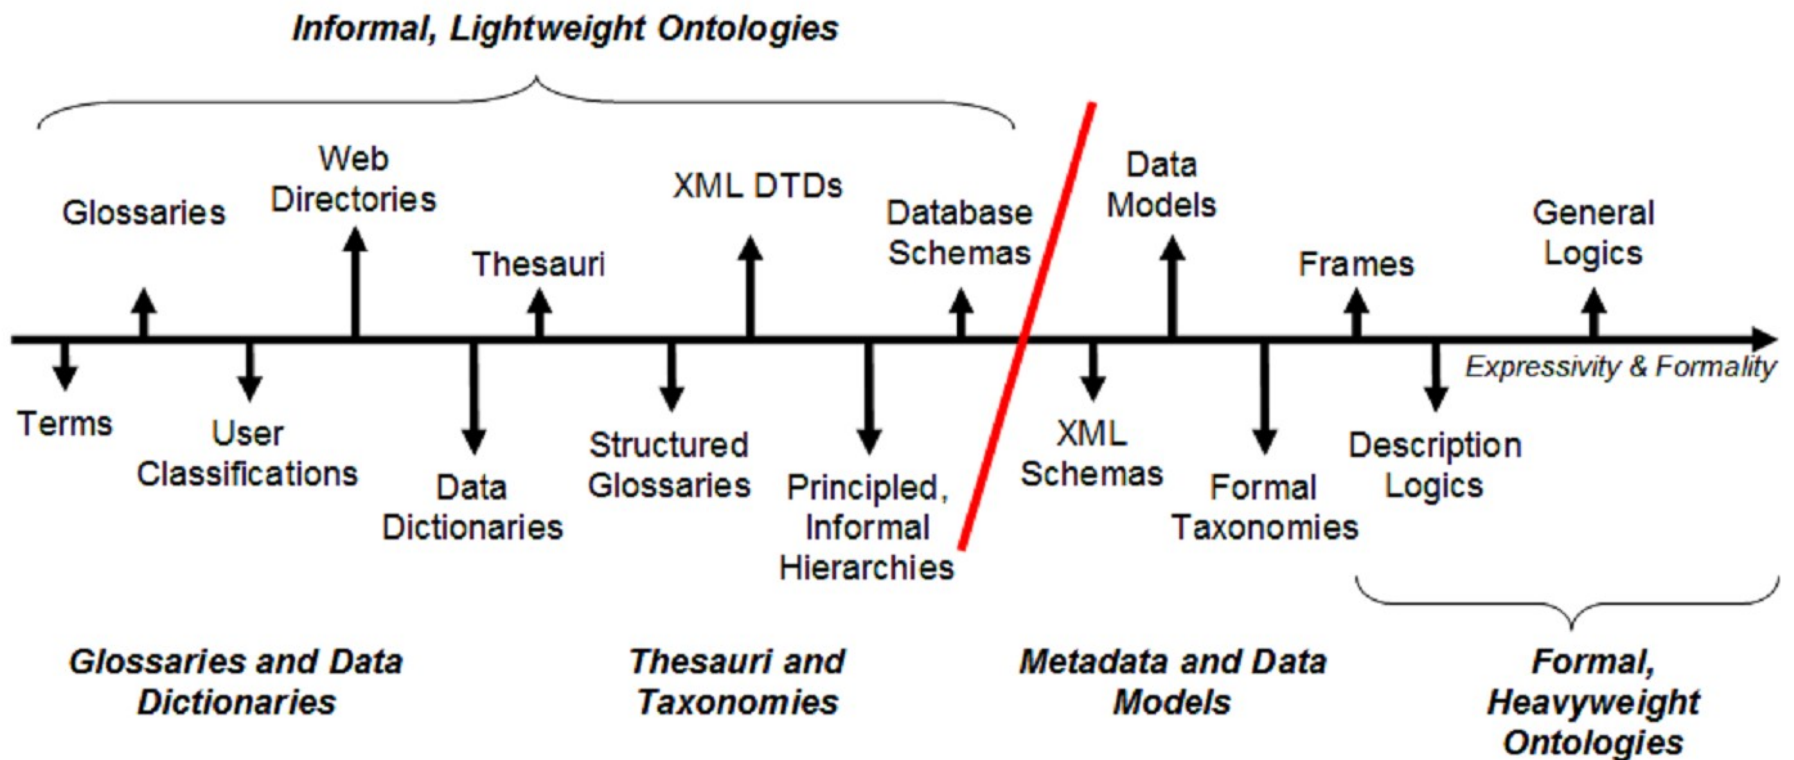 Informal, Lightweight Ontologies
Web
Directories
Glossaries
Thesauri
XML DTDs
Database
Schemas
Data
Models
Frames
General
Logics
Expressivity & Formality
Terms
User
Classifications
Data
Dictionaries
Structured
Glossaries
Principled,
Informal
Hierarchies
XML
Schemas
Formal
Taxonomies
Description
Logics
Glossaries and Data
Dictionaries
Thesauri and
Taxonomies
Metadata and Data
Models
Formal,
Heavyweight
Ontologies